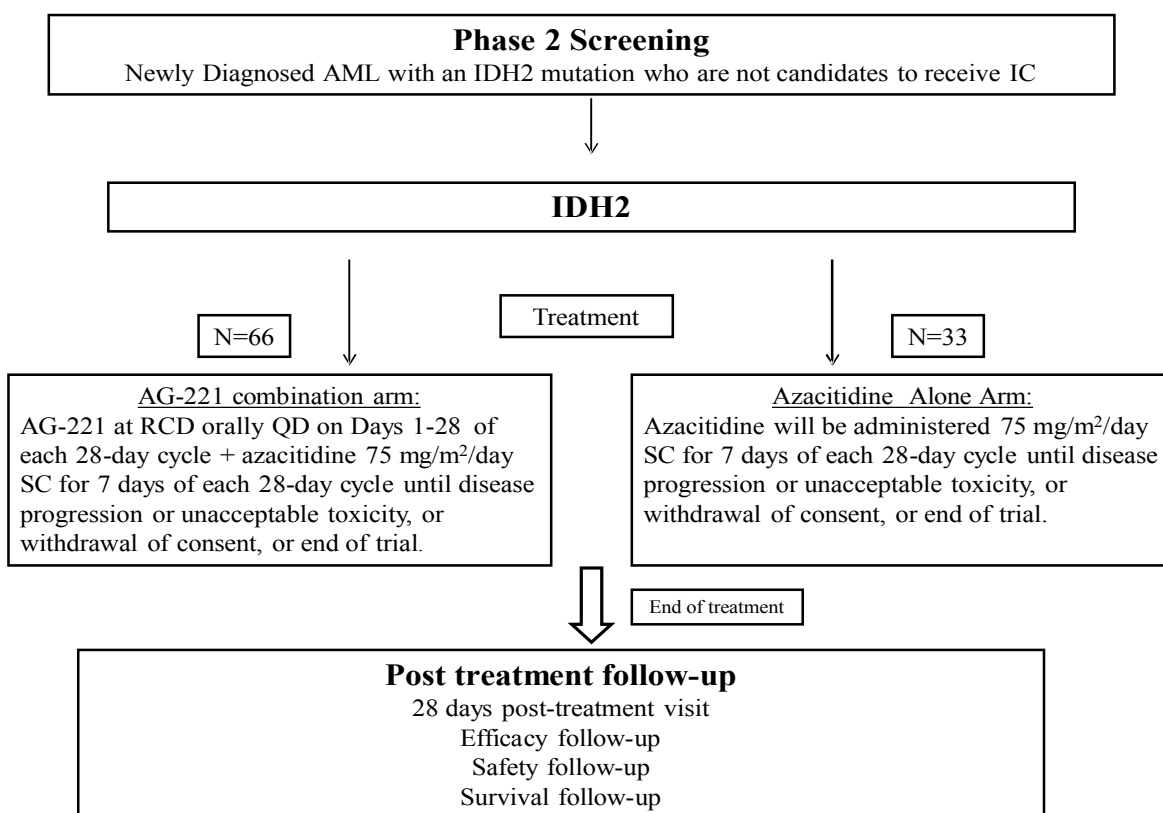 Phase 2 Screening
Newly Diagnosed AML with an IDH2 mutation who are not candidates to receive IC
IDH2
Treatment
N=66
N=33
AG-221 combination arm:
AG-221 at RCD orally QD on Days 1-28 of
each 28-day cycle + azacitidine 75 mg/m²/day
SC for 7 days of each 28-day cycle until disease
progression or unacceptable toxicity, or
withdrawal of consent, or end of trial.
Azacitidine Alone Arm:
Azacitidine will be administered 75 mg/m²/day
SC for 7 days of each 28-day cycle until disease
progression or unacceptable toxicity, or
withdrawal of consent, or end of trial.
End of treatment
Post treatment follow-up
28 days post-treatment visit
Efficacy follow-up
Safety follow-up
Survival follow-up